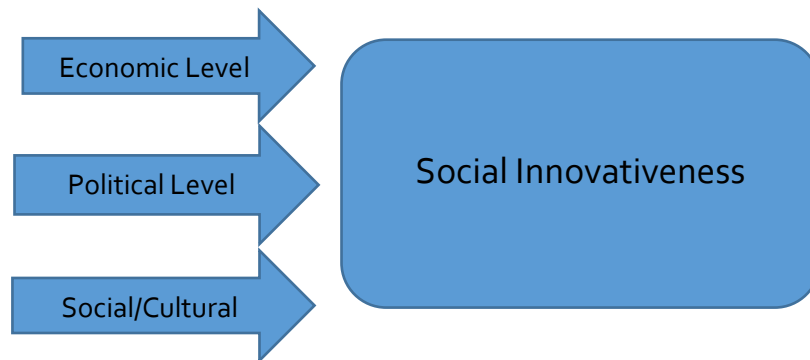 Economic Level
Political Level
Social Innovativeness
Social/Cultural